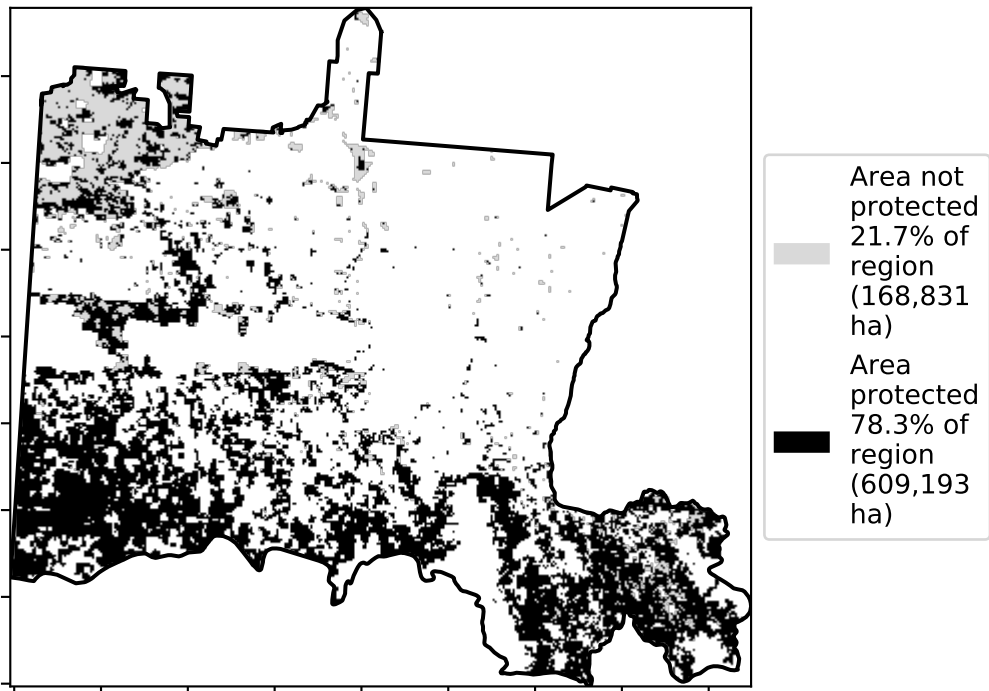 Area not
protected
21.7% of
region
(168,831
ha)
Area
protected
78.3% of
region
(609,193
ha)